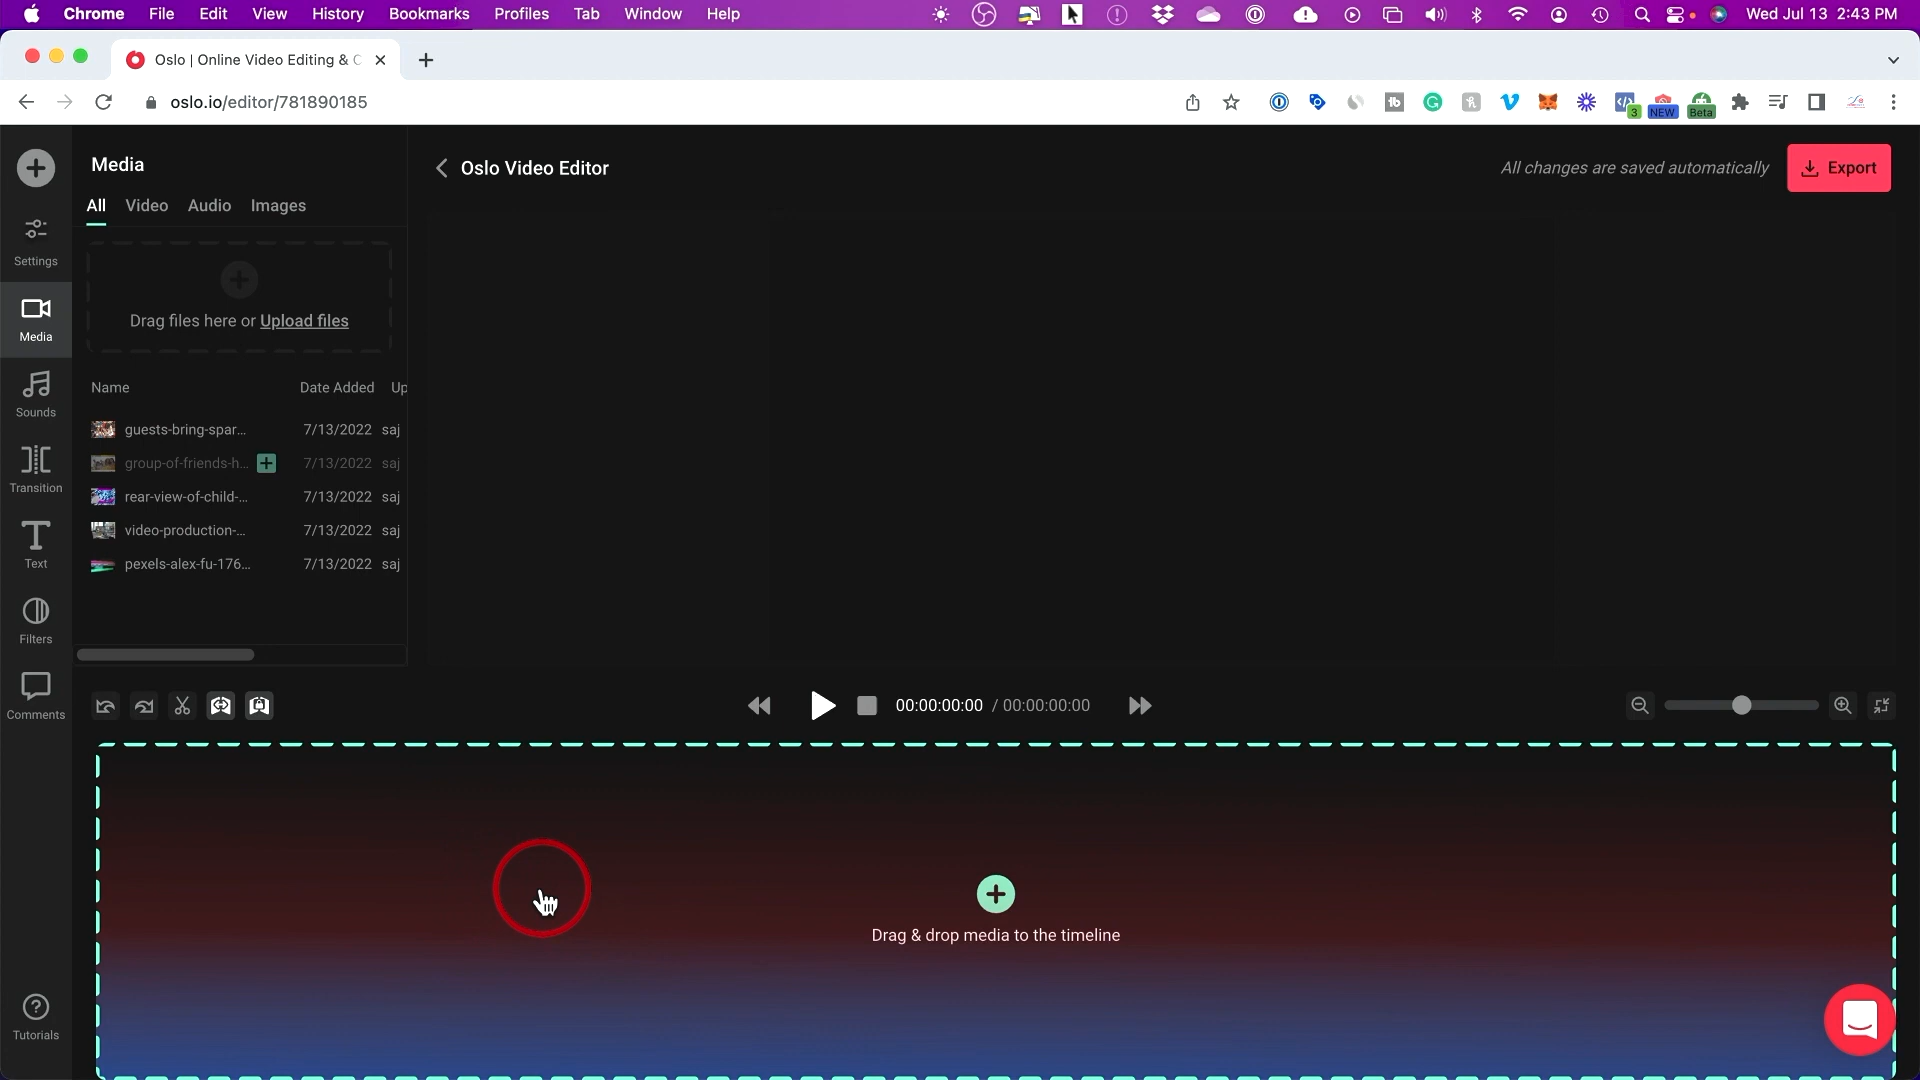 Chrome File Edit View History Bookmarks Profiles Tab Window Help Wed Jul 13 2:43 PM
Oslo | Online Video Editing & C
oslo.io/editor/781890185
3 NEW Beta
Media
Oslo Video Editor
All changes are saved automatically
Export
All Video Audio Images
Settings
Drag files here or Upload files
Media
Name Date Added Up
Sounds
guests-bring-spar... 7/13/2022 saj
group-of-friends-h... 7/13/2022 saj
Transition
rear-view-of-child-... 7/13/2022 saj
video-production-... 7/13/2022 saj
Text
pexels-alex-fu-176... 7/13/2022 saj
Filters
Comments
00:00:00:00 / 00:00:00:00
Drag & drop media to the timeline
Tutorials